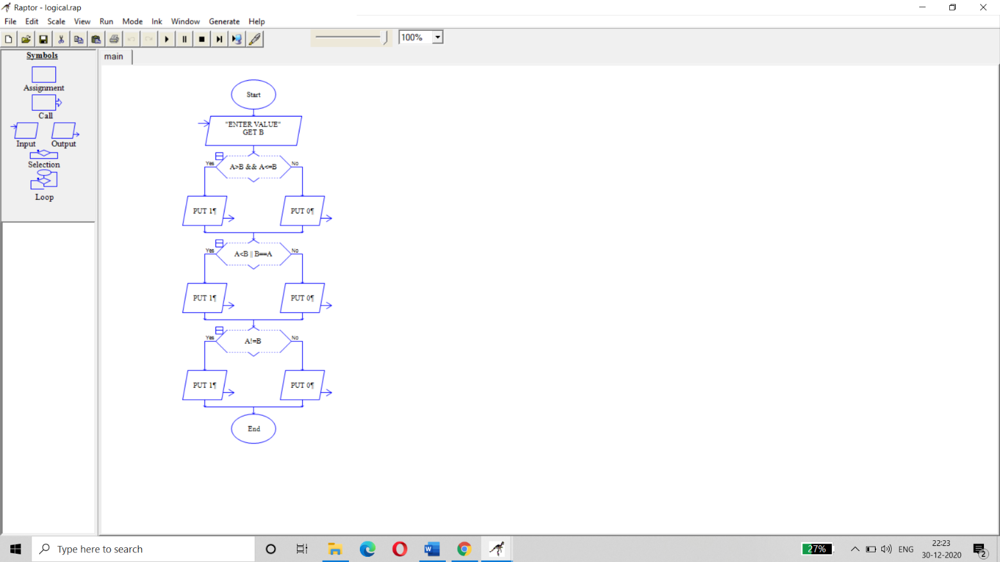 Raptor - logical.rap
File Edit Scale View Run Mode Ink Window Generate Help
100%
Symbols
Assignment
Call
Input Output
Selection
Loop
main
Start
"ENTER VALUE"
GET B
Yes A>B && A<=B No
PUT 1¶ PUT 0¶
Yes A<B || B==A No
PUT 1¶ PUT 0¶
Yes A!=B No
PUT 1¶ PUT 0¶
End
Type here to search
27%
ENG
22:23
30-12-2020
2